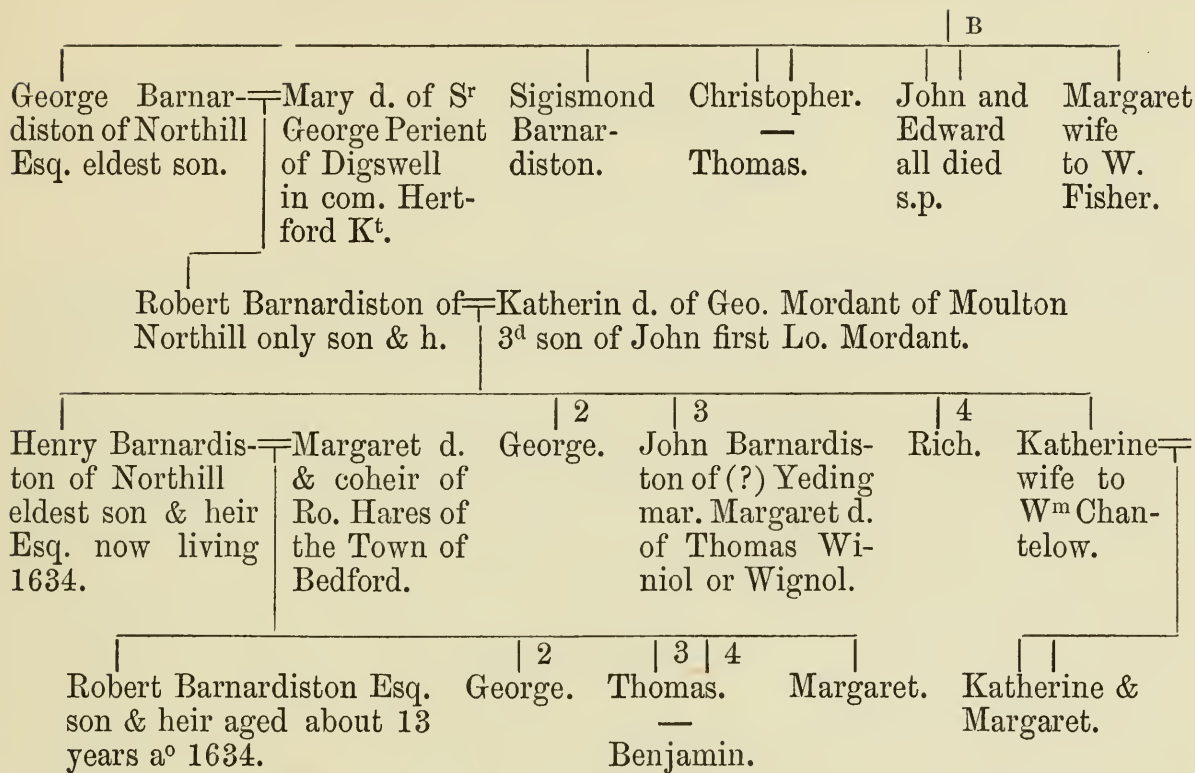 B
George Barnar-
diston of Northill
Esq. eldest son.
Mary d. of Sʳ
George Perient
of Digswell
in com. Hert-
ford Kᵗ.
Sigismond
Barnar-
diston.
Christopher.
—
Thomas.
John and
Edward
all died
s.p.
Margaret
wife
to W.
Fisher.
Robert Barnardiston of
Northill only son & h.
Katherin d. of Geo. Mordant of Moulton
3ᵈ son of John first Lo. Mordant.
Henry Barnardis-
ton of Northill
eldest son & heir
Esq. now living
1634.
Margaret d.
& coheir of
Ro. Hares of
the Town of
Bedford.
2
George.
3
John Barnardis-
ton of (?) Yeding
mar. Margaret d.
of Thomas Wi-
niol or Wignol.
4
Rich.
Katherine
wife to
Wᵐ Chan-
telow.
Robert Barnardiston Esq.
son & heir aged about 13
years aᵒ 1634.
2
George.
3 4
Thomas.
—
Benjamin.
Margaret.
Katherine &
Margaret.